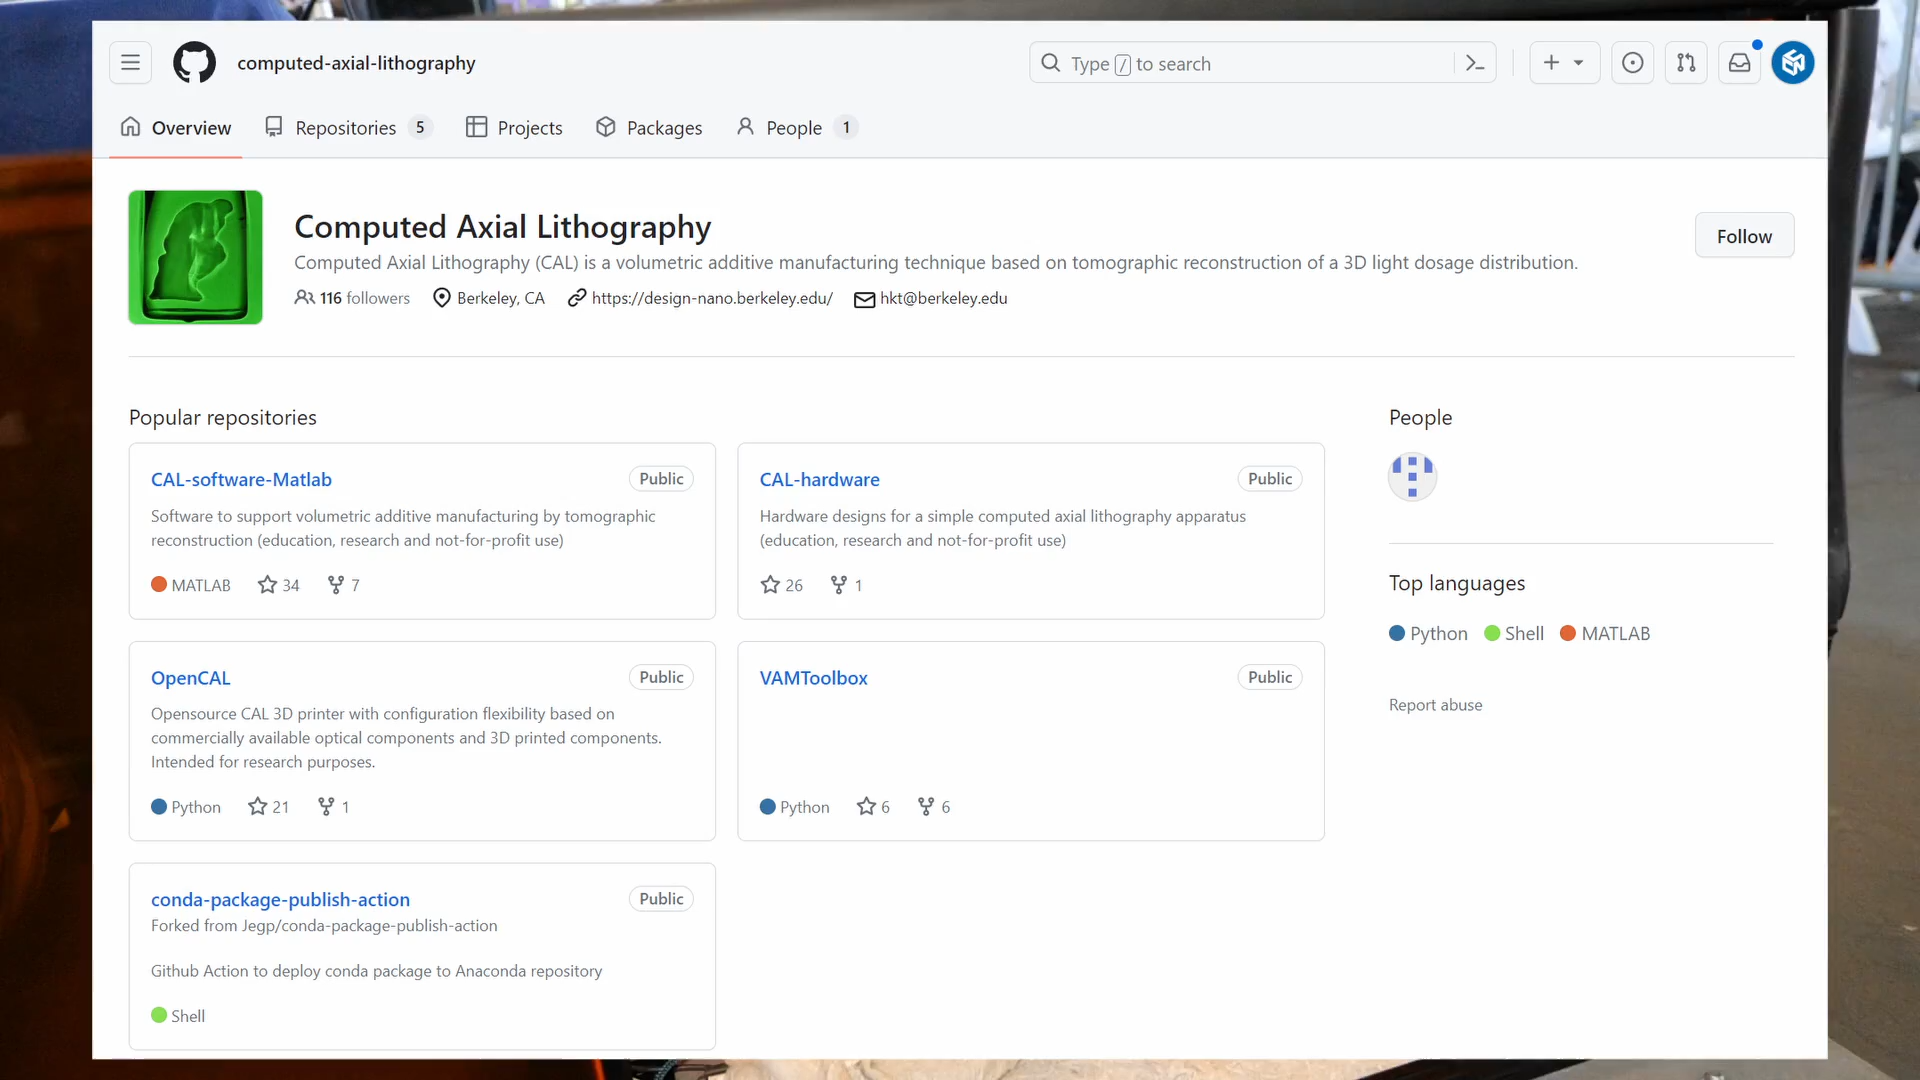 computed-axial-lithography
Type / to search
Overview
Repositories 5
Projects
Packages
People 1
Computed Axial Lithography
Computed Axial Lithography (CAL) is a volumetric additive manufacturing technique based on tomographic reconstruction of a 3D light dosage distribution.
116 followers
Berkeley, CA
https://design-nano.berkeley.edu/
hkt@berkeley.edu
Follow
Popular repositories
CAL-software-Matlab
Public
Software to support volumetric additive manufacturing by tomographic
reconstruction (education, research and not-for-profit use)
MATLAB
34
7
CAL-hardware
Public
Hardware designs for a simple computed axial lithography apparatus
(education, research and not-for-profit use)
26
1
OpenCAL
Public
Opensource CAL 3D printer with configuration flexibility based on
commercially available optical components and 3D printed components.
Intended for research purposes.
Python
21
1
VAMToolbox
Public
Python
6
6
conda-package-publish-action
Public
Forked from Jegp/conda-package-publish-action
Github Action to deploy conda package to Anaconda repository
Shell
People
Top languages
Python
Shell
MATLAB
Report abuse